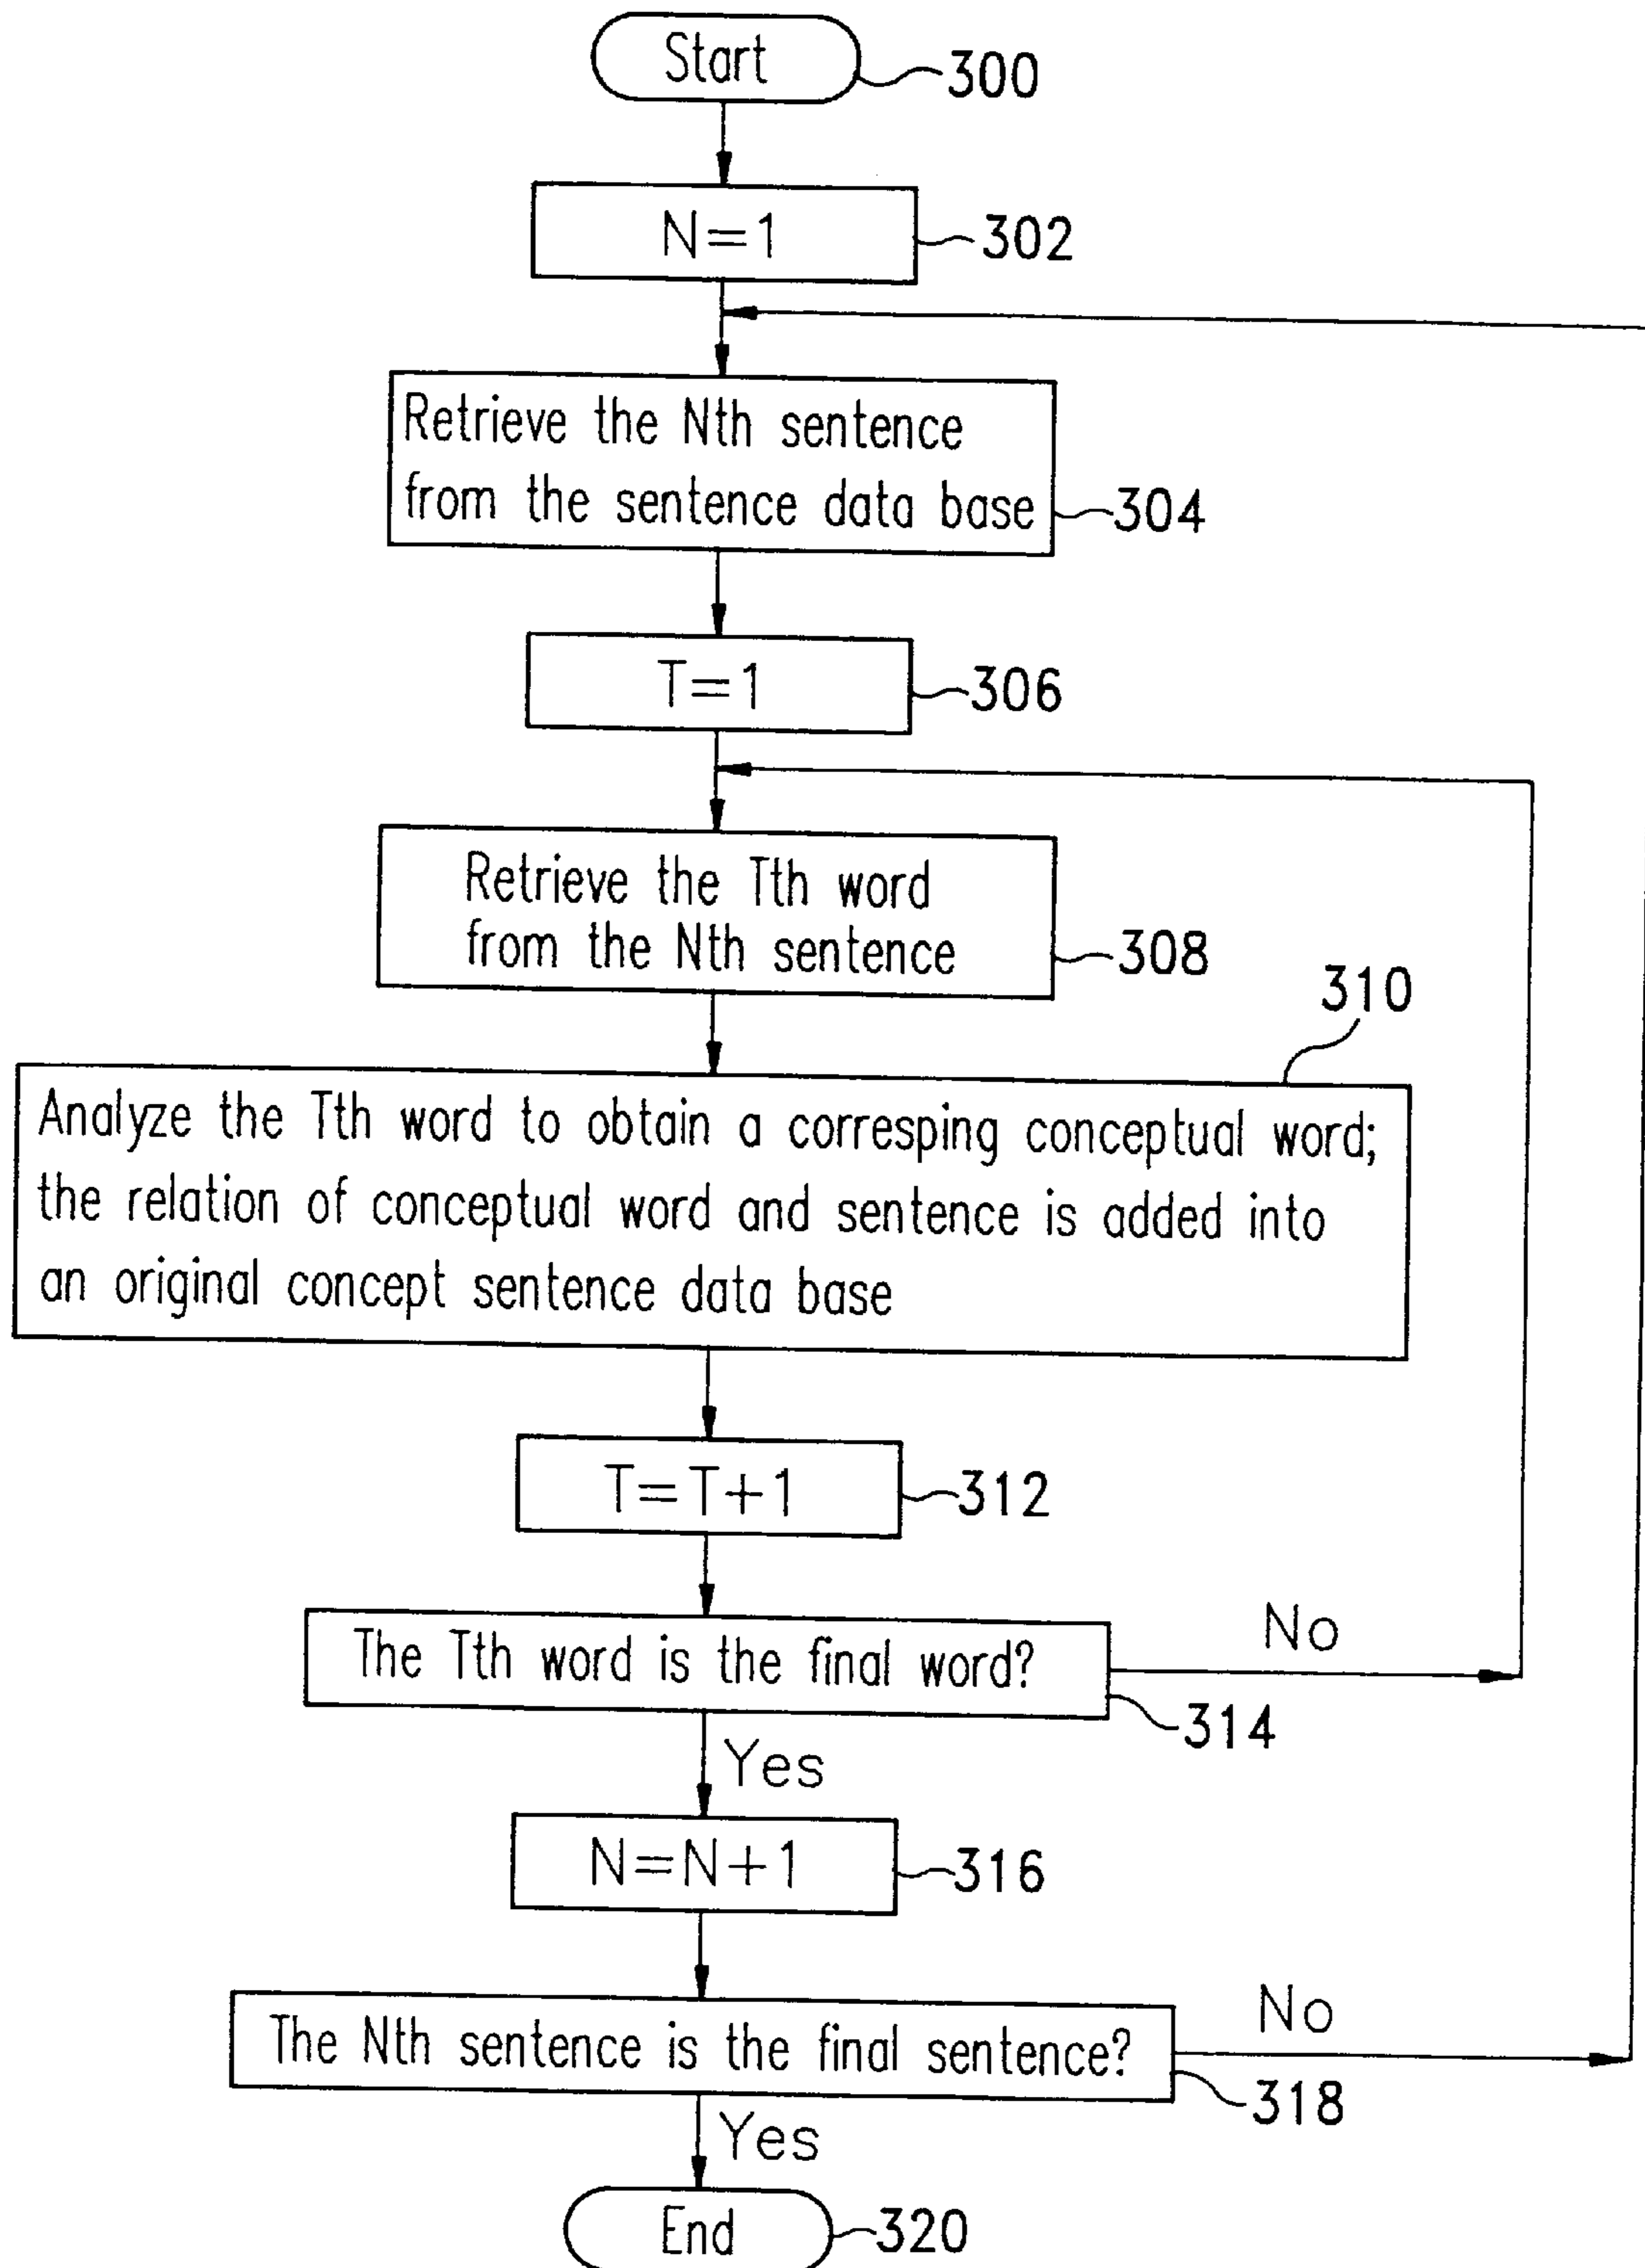 Start
300
N=1
302
Retrieve the Nth sentence
from the sentence data base
304
T=1
306
Retrieve the Tth word
from the Nth sentence
308
310
Analyze the Tth word to obtain a corresping conceptual word;
the relation of conceptual word and sentence is added into
an original concept sentence data base
T=T+1
312
The Tth word is the final word?
No
314
Yes
N=N+1
316
The Nth sentence is the final sentence?
No
318
Yes
End
320